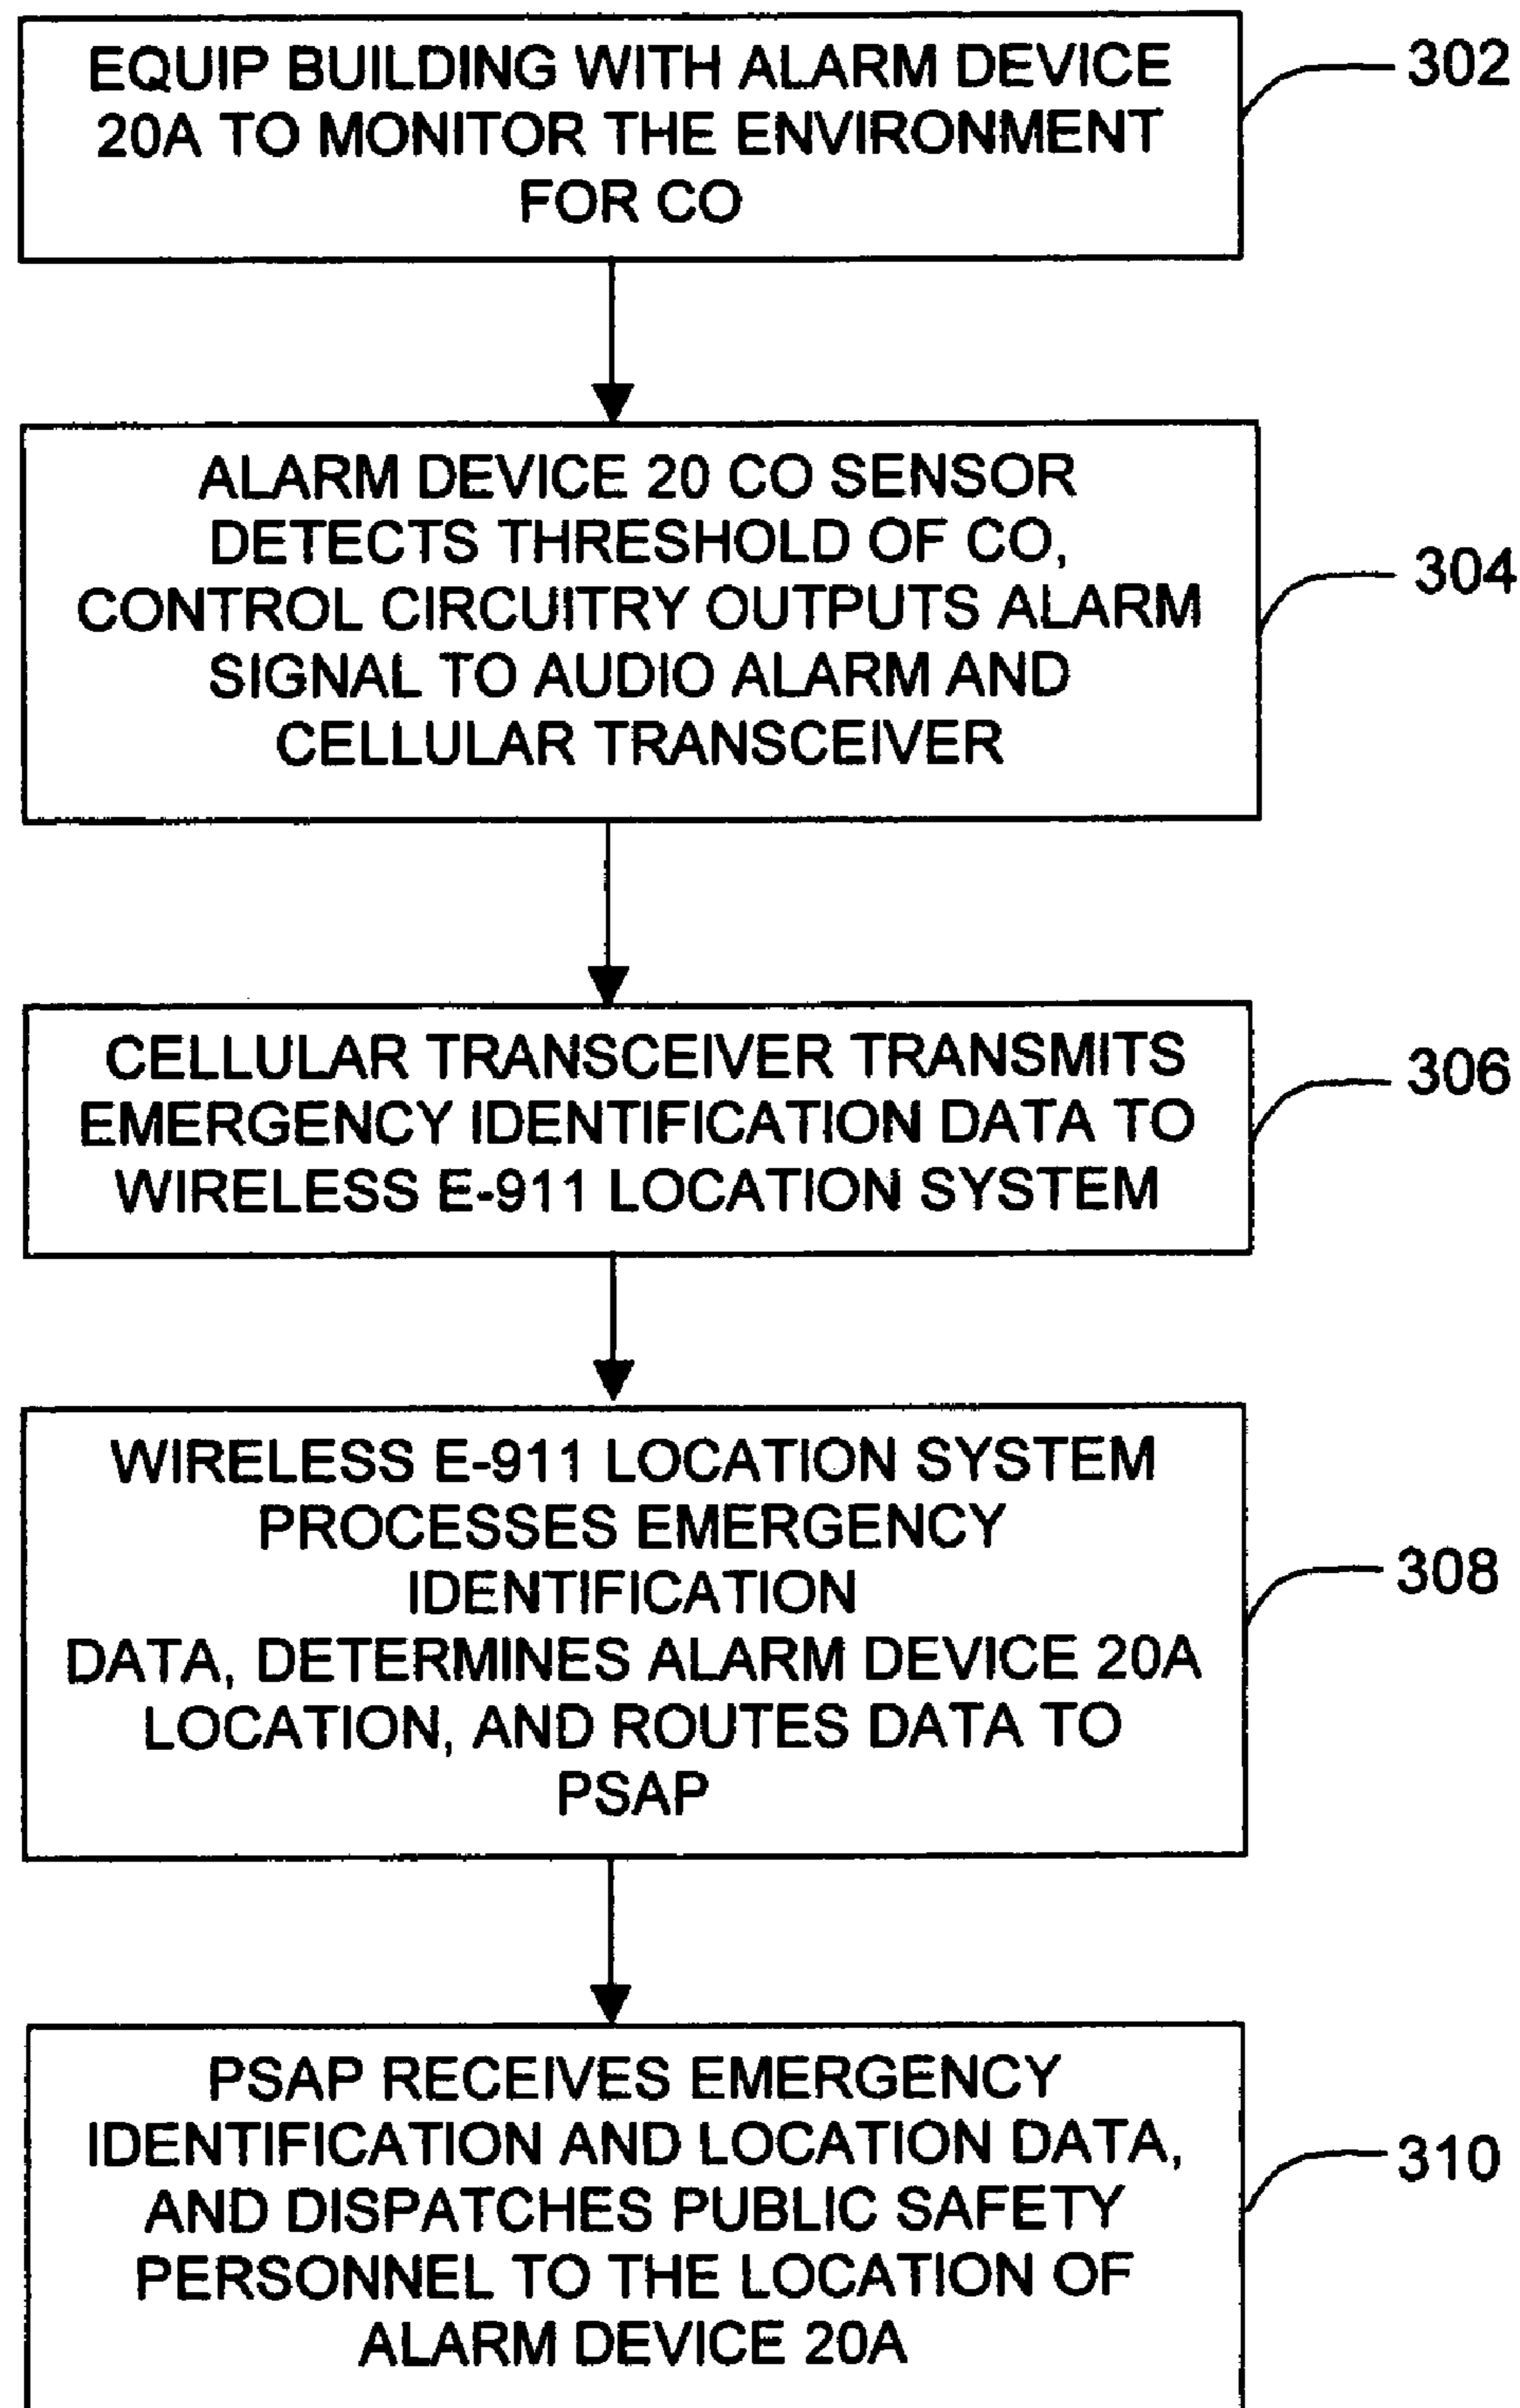 EQUIP BUILDING WITH ALARM DEVICE
20A TO MONITOR THE ENVIRONMENT
FOR CO
302
ALARM DEVICE 20 CO SENSOR
DETECTS THRESHOLD OF CO,
CONTROL CIRCUITRY OUTPUTS ALARM
SIGNAL TO AUDIO ALARM AND
CELLULAR TRANSCEIVER
304
CELLULAR TRANSCEIVER TRANSMITS
EMERGENCY IDENTIFICATION DATA TO
WIRELESS E-911 LOCATION SYSTEM
306
WIRELESS E-911 LOCATION SYSTEM
PROCESSES EMERGENCY
IDENTIFICATION
DATA, DETERMINES ALARM DEVICE 20A
LOCATION, AND ROUTES DATA TO
PSAP
308
PSAP RECEIVES EMERGENCY
IDENTIFICATION AND LOCATION DATA,
AND DISPATCHES PUBLIC SAFETY
PERSONNEL TO THE LOCATION OF
ALARM DEVICE 20A
310